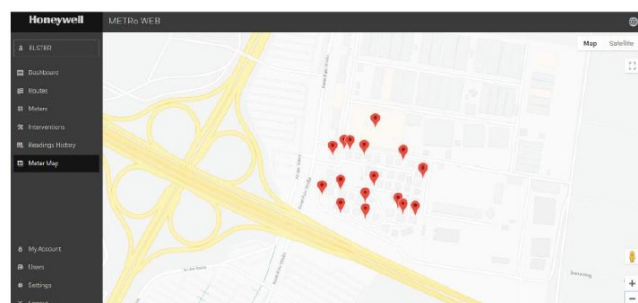 Honeywell
METRo WEB
ELSTER
Map Satellite
Dashboard
Routes
Meters
Interventions
Readings History
Meter Map
My Account
Users
Settings